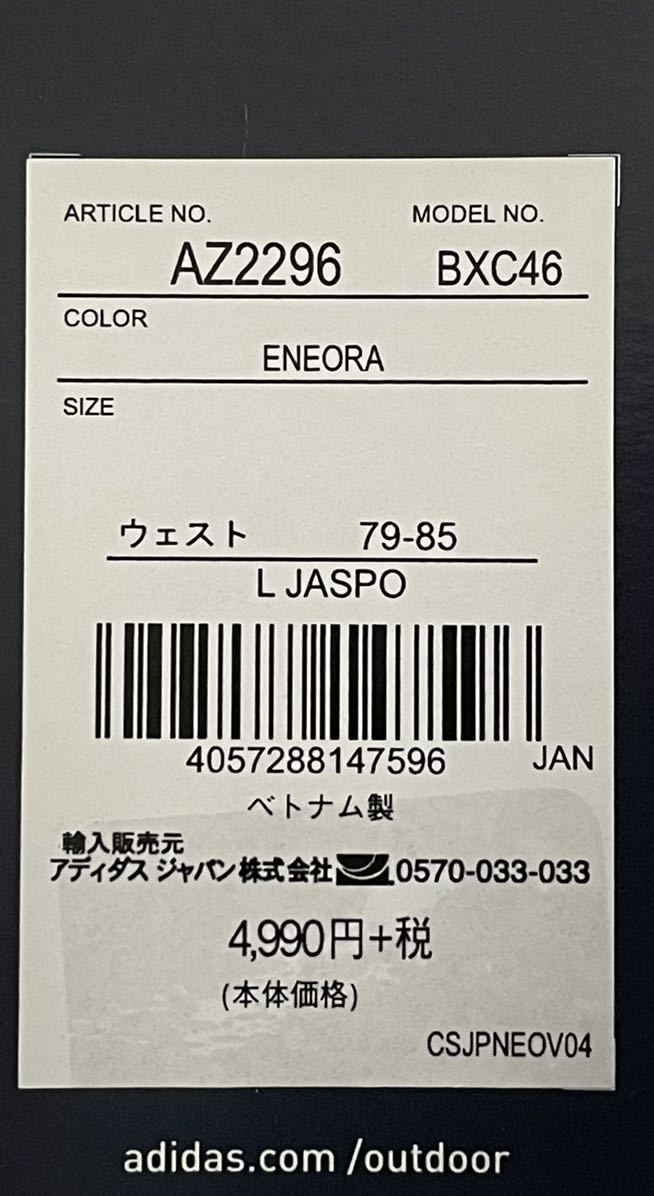 ARTICLE NO. MODEL NO.
AZ2296 BXC46
COLOR
ENEORA
SIZE
ウェスト 79-85
L JASPO
4057288147596 JAN
ベトナム製
輸入販売元
アディダス ジャパン株式会社 0570-033-033
4,990円+税
(本体価格)
CSJPNEOV04
adidas.com /outdoor